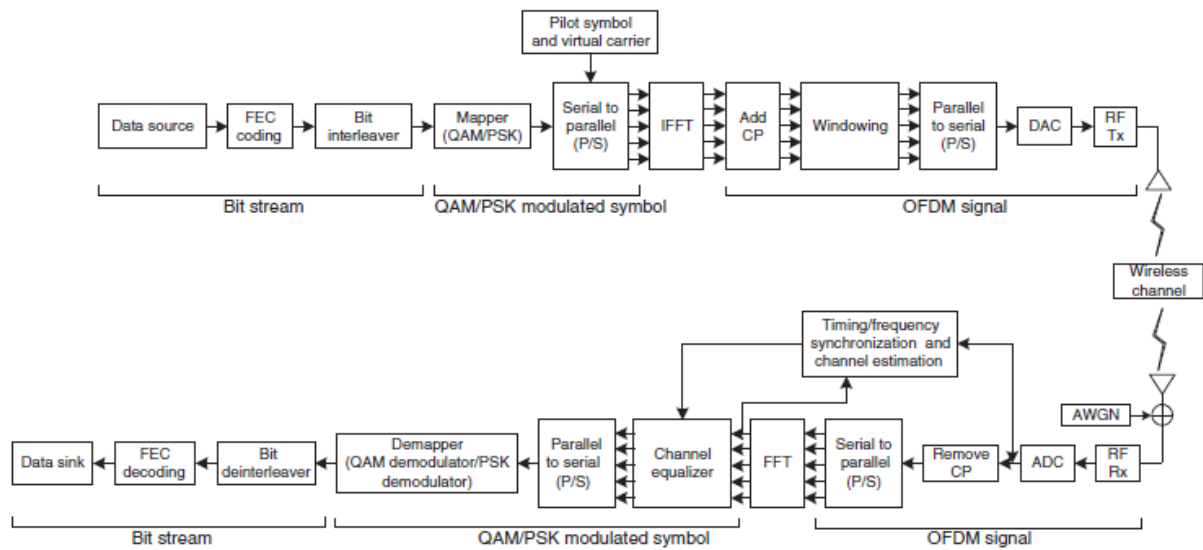 Pilot symbol
and virtual carrier
Data source
FEC
coding
Bit
interleaver
Mapper
(QAM/PSK)
Serial to
parallel
(P/S)
IFFT
Add
CP
Windowing
Parallel
to serial
(P/S)
DAC
RF
Tx
Bit stream
QAM/PSK modulated symbol
OFDM signal
Wireless
channel
Timing/frequency
synchronization and
channel estimation
AWGN
Data sink
FEC
decoding
Bit
deinterleaver
Demapper
(QAM demodulator/PSK
demodulator)
Parallel
to serial
(P/S)
Channel
equalizer
FFT
Serial to
parallel
(P/S)
Remove
CP
ADC
RF
Rx
Bit stream
QAM/PSK modulated symbol
OFDM signal